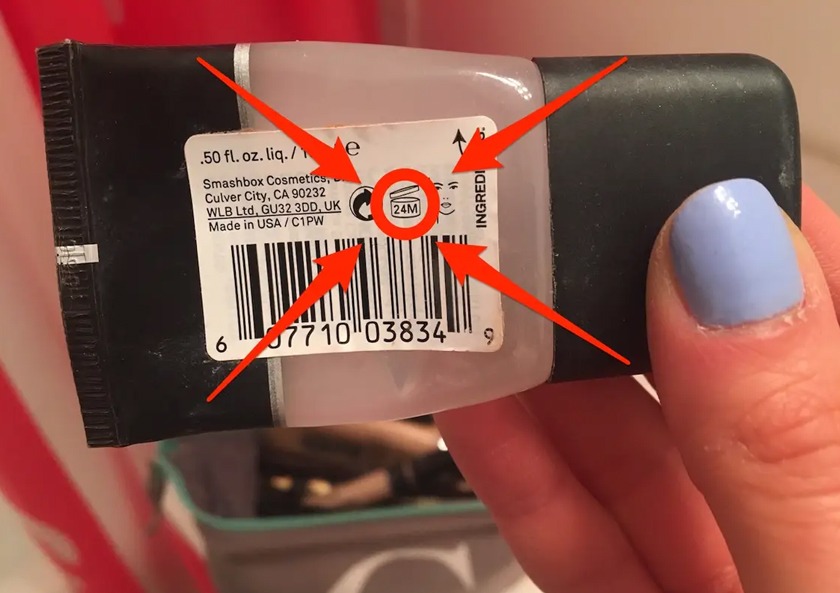 .50 fl. oz. liq. / 1 e
Smashbox Cosmetics,
Culver City, CA 90232
WLB Ltd, GU32 3DD, UK
Made in USA / C1PW
24M
6 07710 03834 9